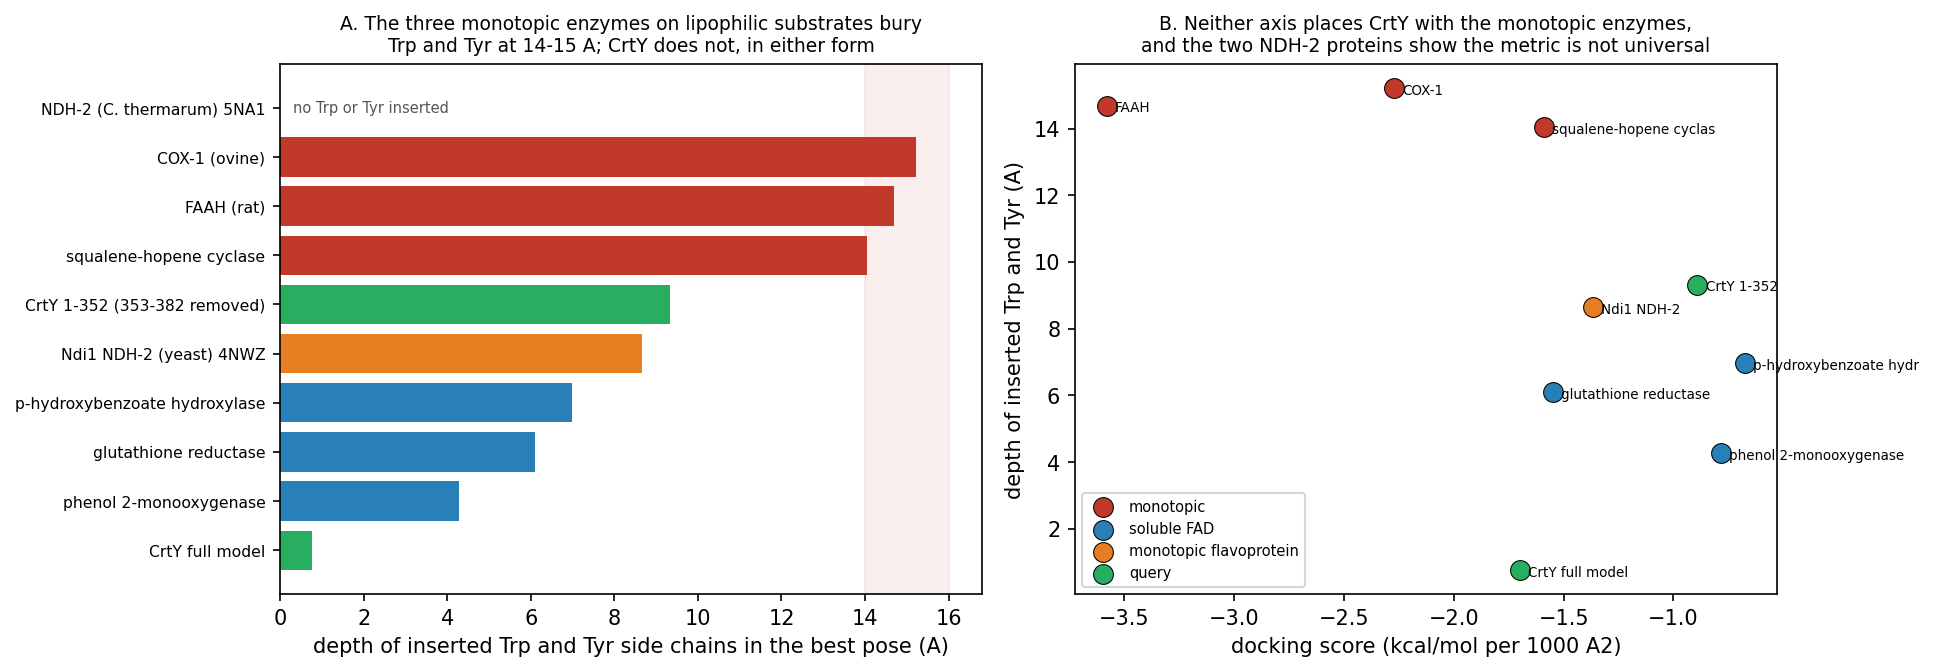 A. The three monotopic enzymes on lipophilic substrates bury
Trp and Tyr at 14-15 A; CrtY does not, in either form
NDH-2 (C. thermarum) 5NA1
no Trp or Tyr inserted
COX-1 (ovine)
FAAH (rat)
squalene-hopene cyclase
CrtY 1-352 (353-382 removed)
Ndi1 NDH-2 (yeast) 4NWZ
p-hydroxybenzoate hydroxylase
glutathione reductase
phenol 2-monooxygenase
CrtY full model
0 2 4 6 8 10 12 14 16
depth of inserted Trp and Tyr side chains in the best pose (A)
B. Neither axis places CrtY with the monotopic enzymes,
and the two NDH-2 proteins show the metric is not universal
depth of inserted Trp and Tyr (A)
14
12
10
8
6
4
2
COX-1
FAAH
squalene-hopene cyclas
CrtY 1-352
Ndi1 NDH-2
p-hydroxybenzoate hydr
glutathione reductase
phenol 2-monooxygenase
CrtY full model
monotopic
soluble FAD
monotopic flavoprotein
query
−3.5 −3.0 −2.5 −2.0 −1.5 −1.0
docking score (kcal/mol per 1000 A2)